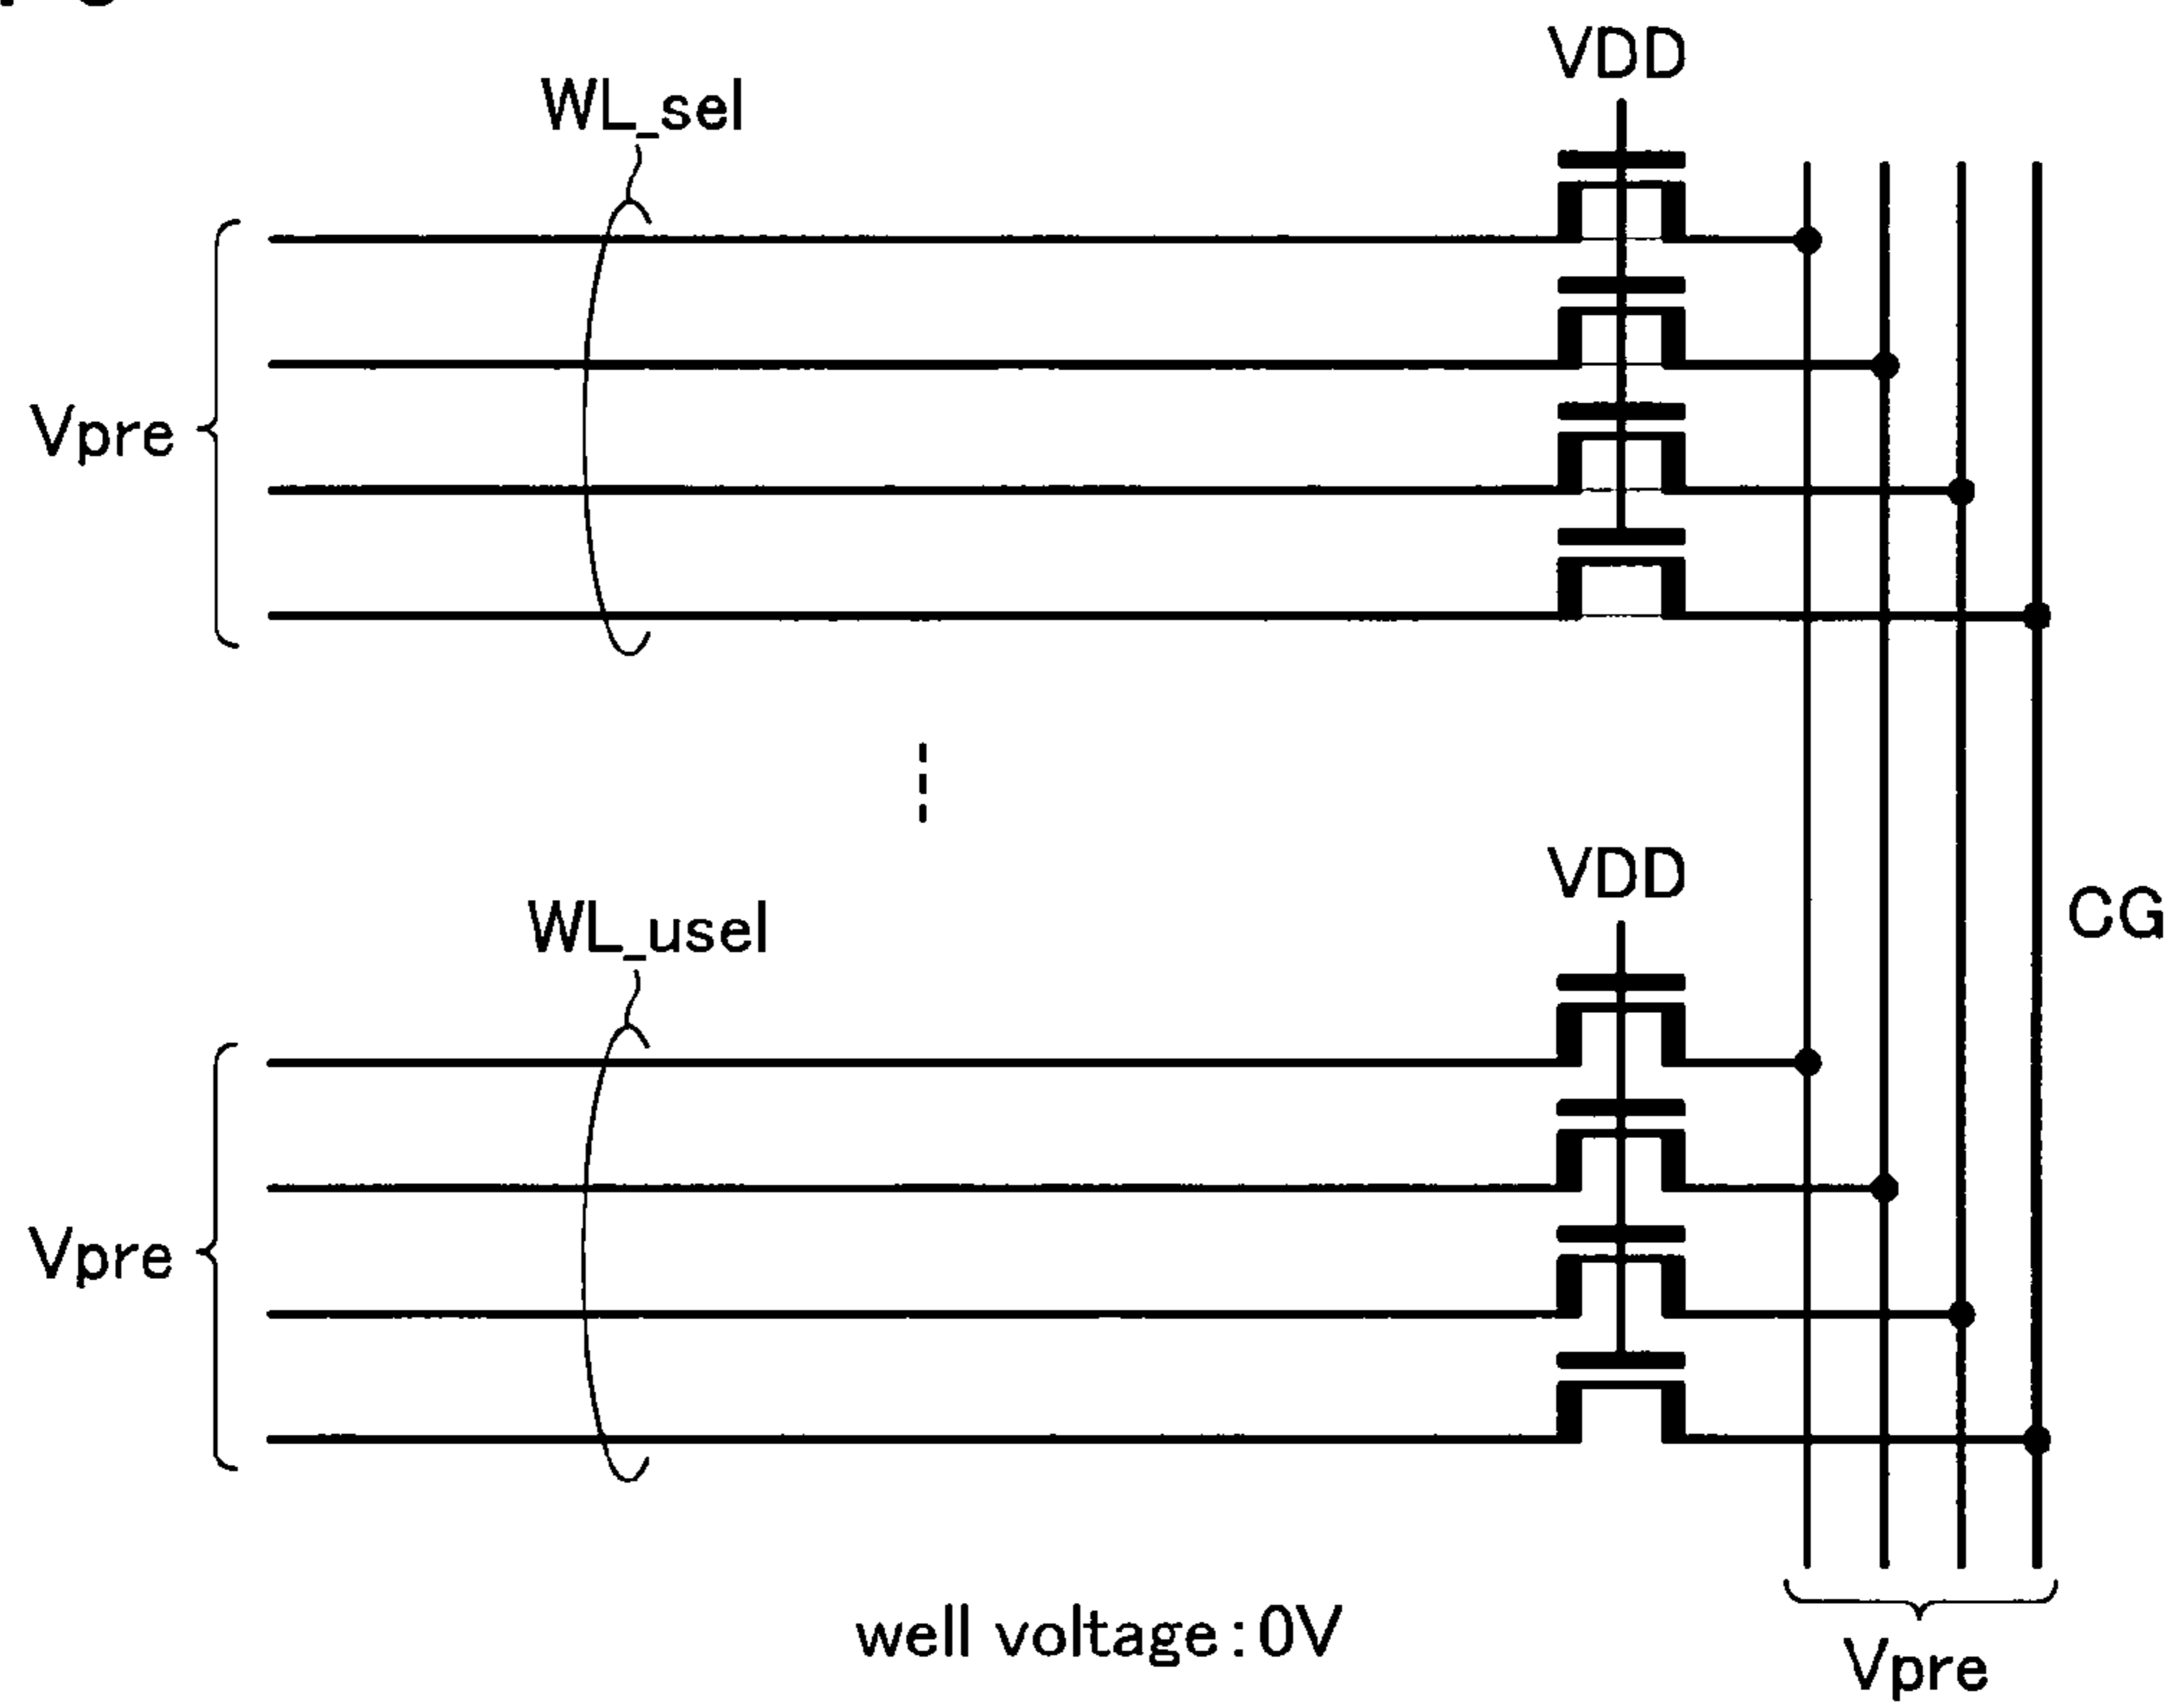 VDD
WL_sel
Vpre
VDD
WL_usel
CG
Vpre
well voltage:0V
Vpre